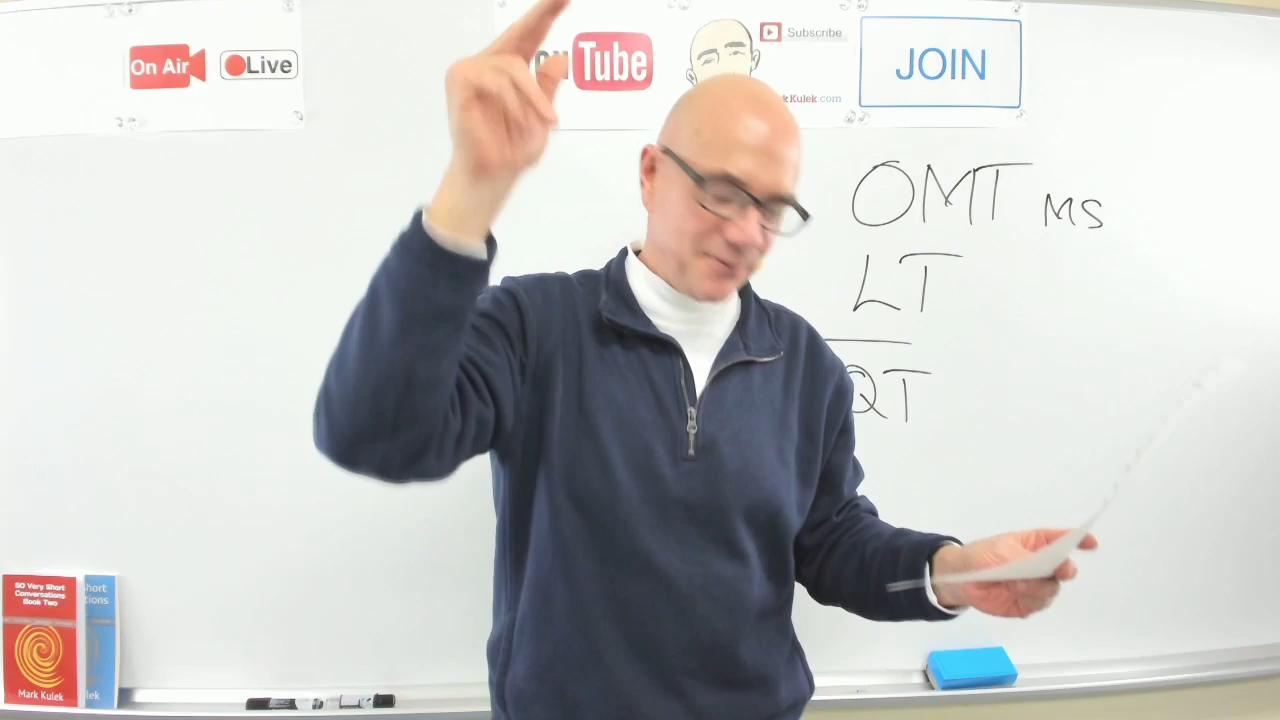 On Air
Live
uTube
Subscribe
kKulek.com
JOIN
OMT MS
LT
QT
50 Very Short
Conversations
Book Two
Mark Kulek
hort
tions
lek